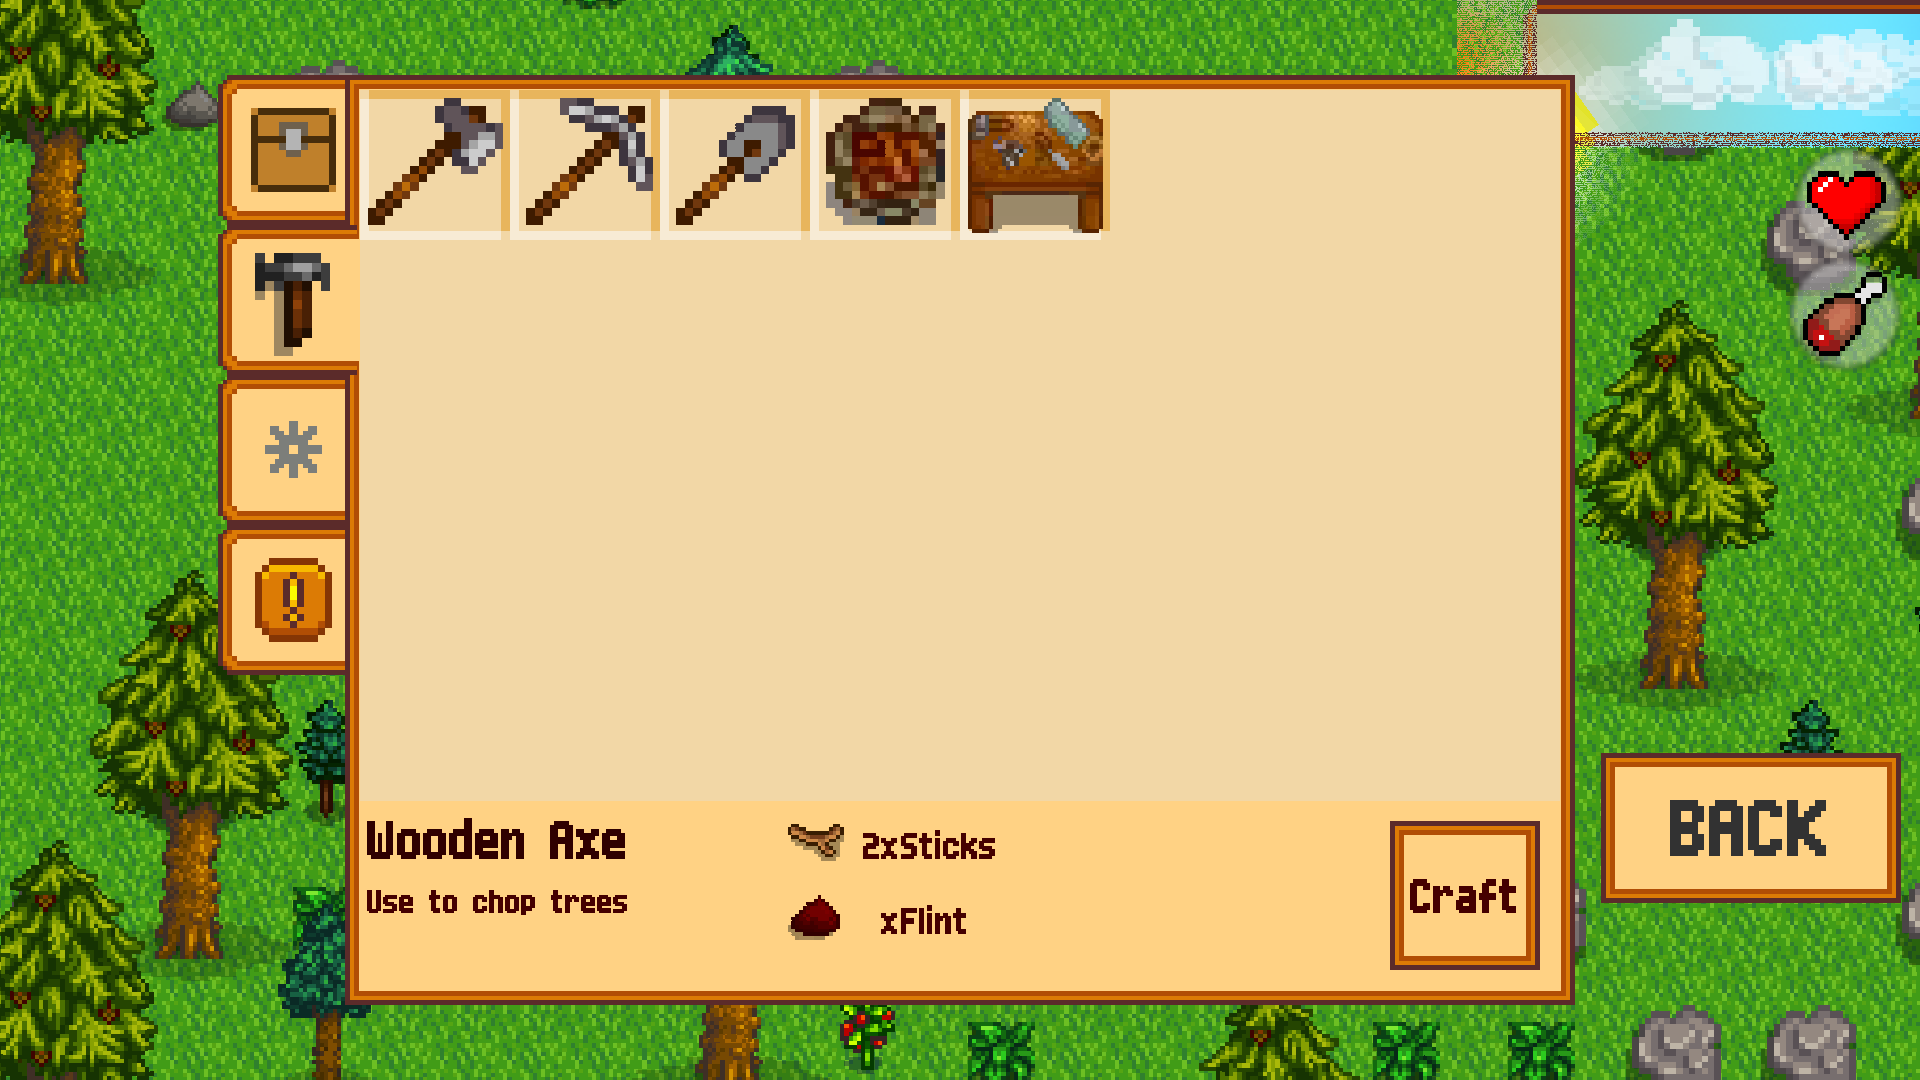 Wooden Axe
Use to chop trees
2xSticks
xFlint
Craft
BACK